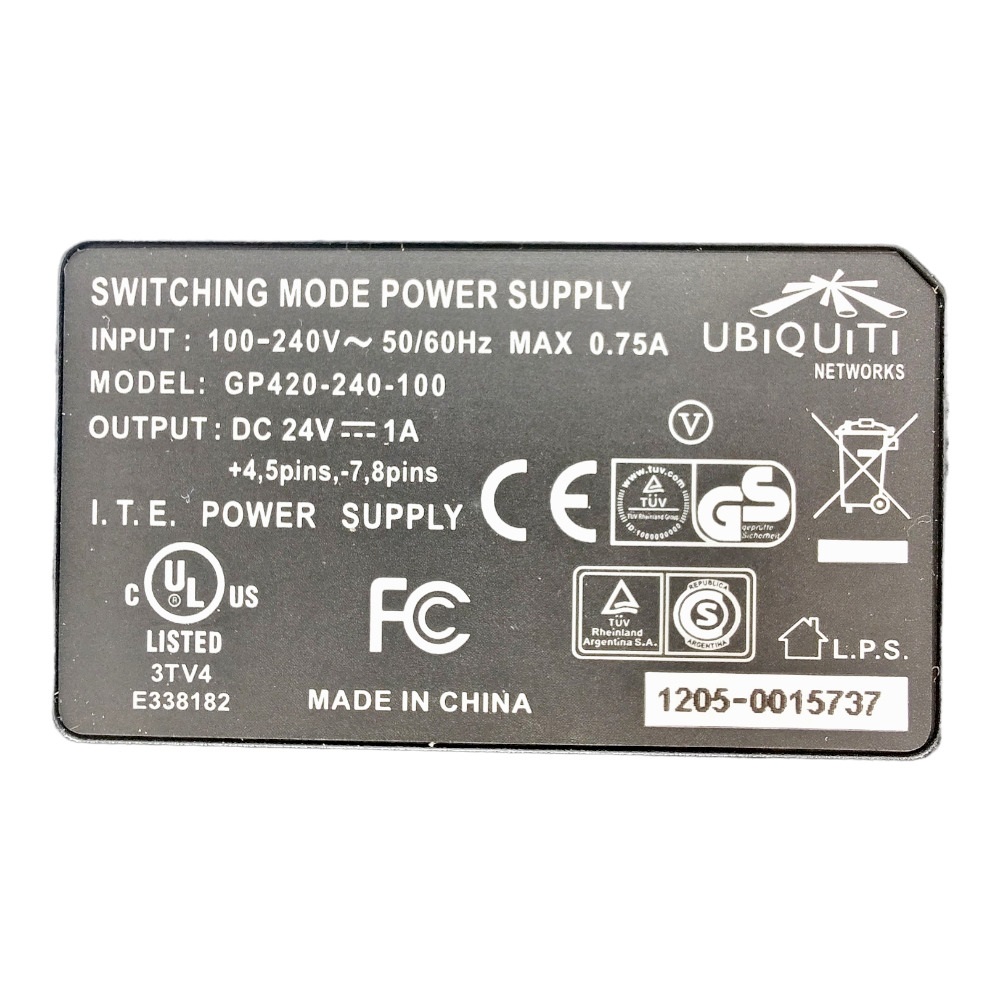 SWITCHING MODE POWER SUPPLY
INPUT : 100-240V~ 50/60Hz MAX 0.75A
UBiQUiTi
NETWORKS
MODEL: GP420-240-100
OUTPUT : DC 24V⎓1A
+4,5pins,-7,8pins
V
I.T.E. POWER SUPPLY
CE
www.tuv.com
TÜV
TÜV Rheinland Group
ID:1000000000
GS
geprüfte
Sicherheit
C UL ® US
LISTED
3TV4
E338182
FC
TÜV
Rheinland
Argentina S.A.
REPUBLICA
S
ARGENTINA
L.P.S.
MADE IN CHINA
1205-0015737